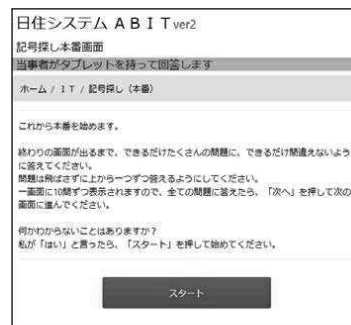 日住システム ＡＢＩＴver2
記号探し本番画面
当事者がタブレットを持って回答します
ホーム / ＩＴ / 記号探し（本番）
これから本番を始めます。
終わりの画面が出るまで、できるだけたくさんの問題に、できるだけ間違えないよう
に答えてください。
問題は飛ばさずに上から一つずつ答えるようにしてください。
一画面に10問ずつ表示されますので、全ての問題に答えたら、「次へ」を押して次の
画面に進んでください。
何かわからないことはありますか？
私が「はい」と言ったら、「スタート」を押して始めてください。
スタート